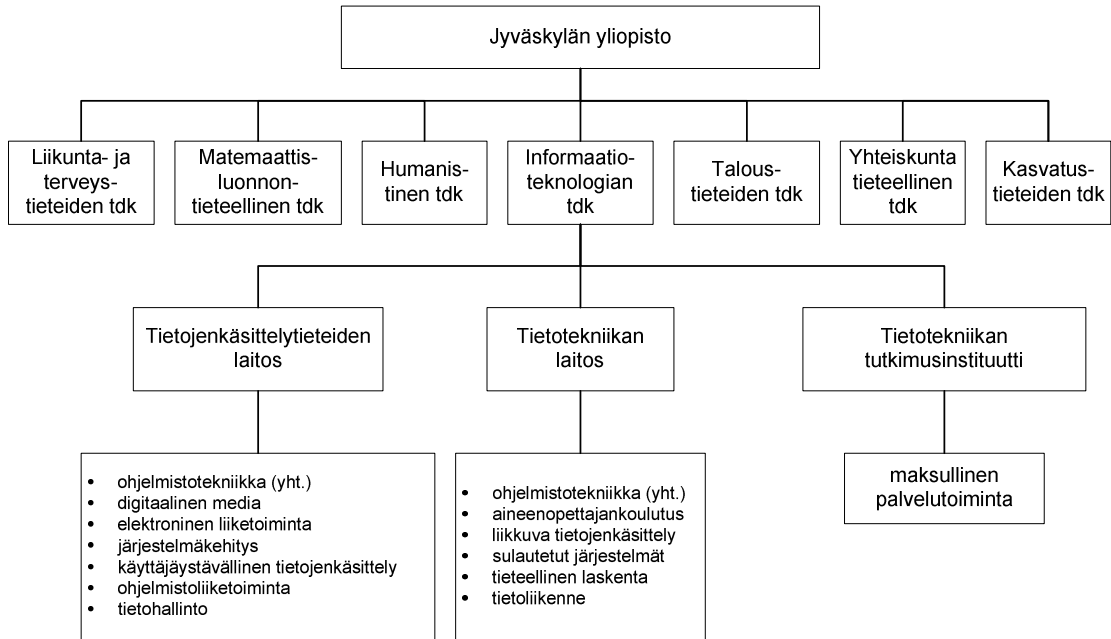 Jyväskylän yliopisto
Liikunta- ja
terveys-
tieteiden tdk
Matemaattis-
luonnon-
tieteellinen tdk
Humanis-
tinen tdk
Informaatio-
teknologian
tdk
Talous-
tieteiden tdk
Yhteiskunta
tieteellinen
tdk
Kasvatus-
tieteiden tdk
Tietojenkäsittelytieteiden
laitos
Tietotekniikan
laitos
Tietotekniikan
tutkimusinstituutti
• ohjelmistotekniikka (yht.)
• digitaalinen media
• elektroninen liiketoiminta
• järjestelmäkehitys
• käyttäjäystävällinen tietojenkäsittely
• ohjelmistoliiketoiminta
• tietohallinto
• ohjelmistotekniikka (yht.)
• aineenopettajankoulutus
• liikkuva tietojenkäsittely
• sulautetut järjestelmät
• tieteellinen laskenta
• tietoliikenne
maksullinen
palvelutoiminta